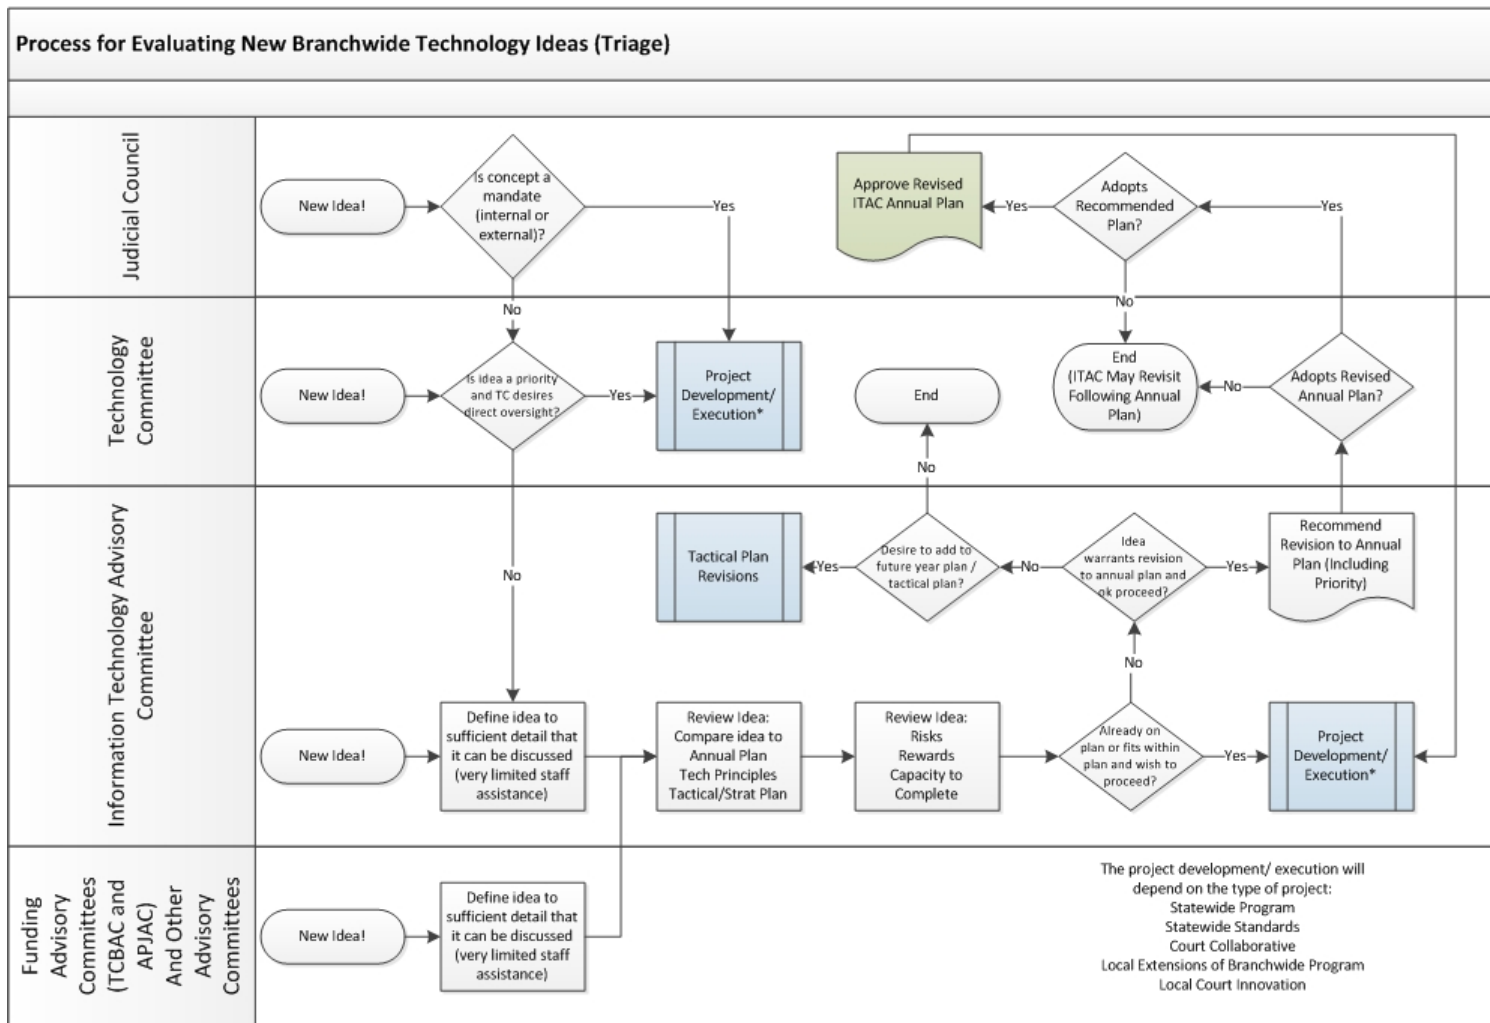 Process for Evaluating New Branchwide Technology Ideas (Triage)
Judicial Council
New Idea!
Is concept a
mandate
(internal or
external)?
Yes
No
Approve Revised
ITAC Annual Plan
Yes
Adopts
Recommended
Plan?
Yes
No
Technology
Committee
New Idea!
Is idea a priority
and TC desires
direct oversight?
Yes
Project
Development/
Execution*
No
End
No
End
(ITAC May Revisit
Following Annual
Plan)
No
Adopts Revised
Annual Plan?
Information Technology Advisory
Committee
Tactical Plan
Revisions
Yes
Desire to add to
future year plan /
tactical plan?
No
Idea
warrants revision
to annual plan and
ok proceed?
Yes
Recommend
Revision to Annual
Plan (Including
Priority)
No
New Idea!
Define idea to
sufficient detail that
it can be discussed
(very limited staff
assistance)
Review Idea:
Compare idea to
Annual Plan
Tech Principles
Tactical/Strat Plan
Review Idea:
Risks
Rewards
Capacity to
Complete
Already on
plan or fits within
plan and wish to
proceed?
Yes
Project
Development/
Execution*
Funding
Advisory
Committees
(TCBAC and
APJAC)
And Other
Advisory
Committees
New Idea!
Define idea to
sufficient detail that
it can be discussed
(very limited staff
assistance)
The project development/ execution will
depend on the type of project:
Statewide Program
Statewide Standards
Court Collaborative
Local Extensions of Branchwide Program
Local Court Innovation